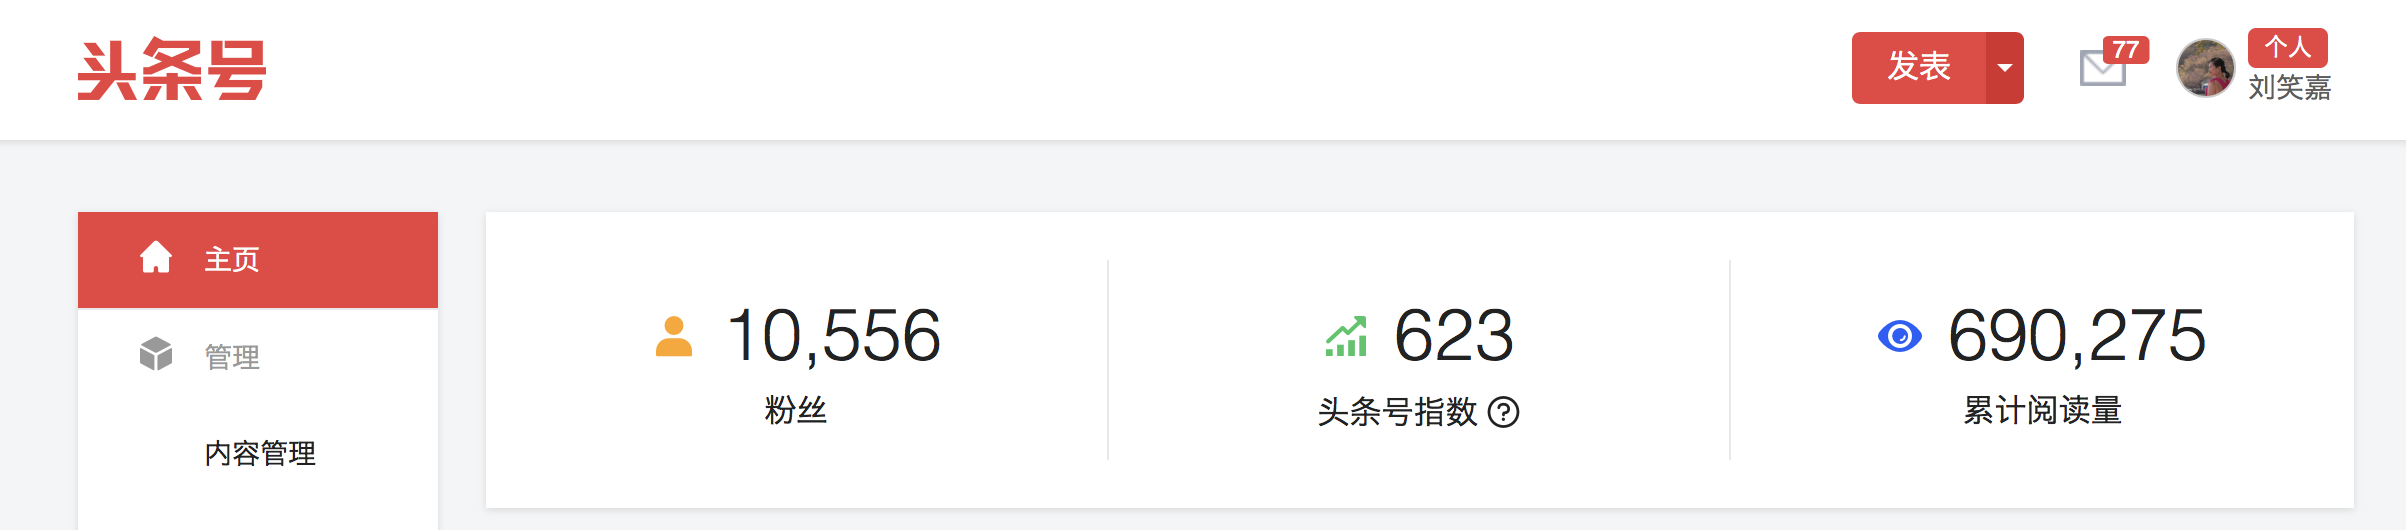 头条号
发表
77
个人
刘笑嘉
主页
管理
内容管理
10,556
粉丝
623
头条号指数 ?
690,275
累计阅读量